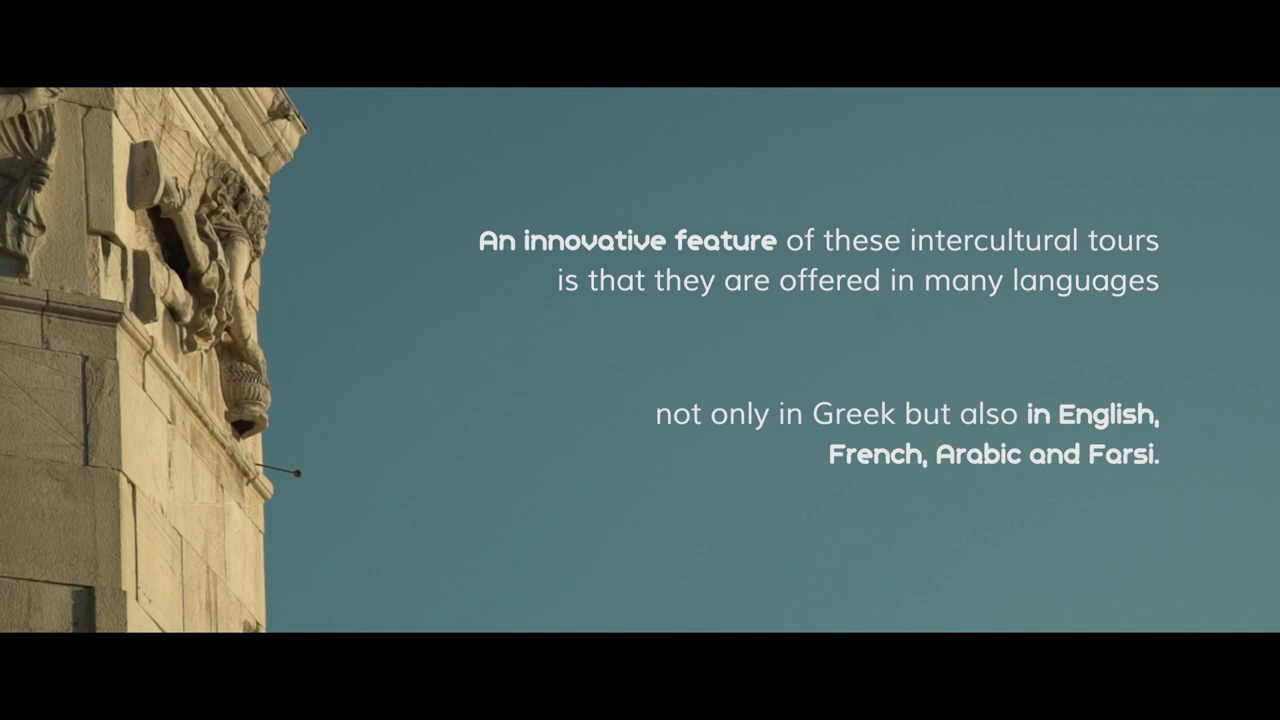 An innovative feature of these intercultural tours
is that they are offered in many languages
not only in Greek but also in English,
French, Arabic and Farsi.